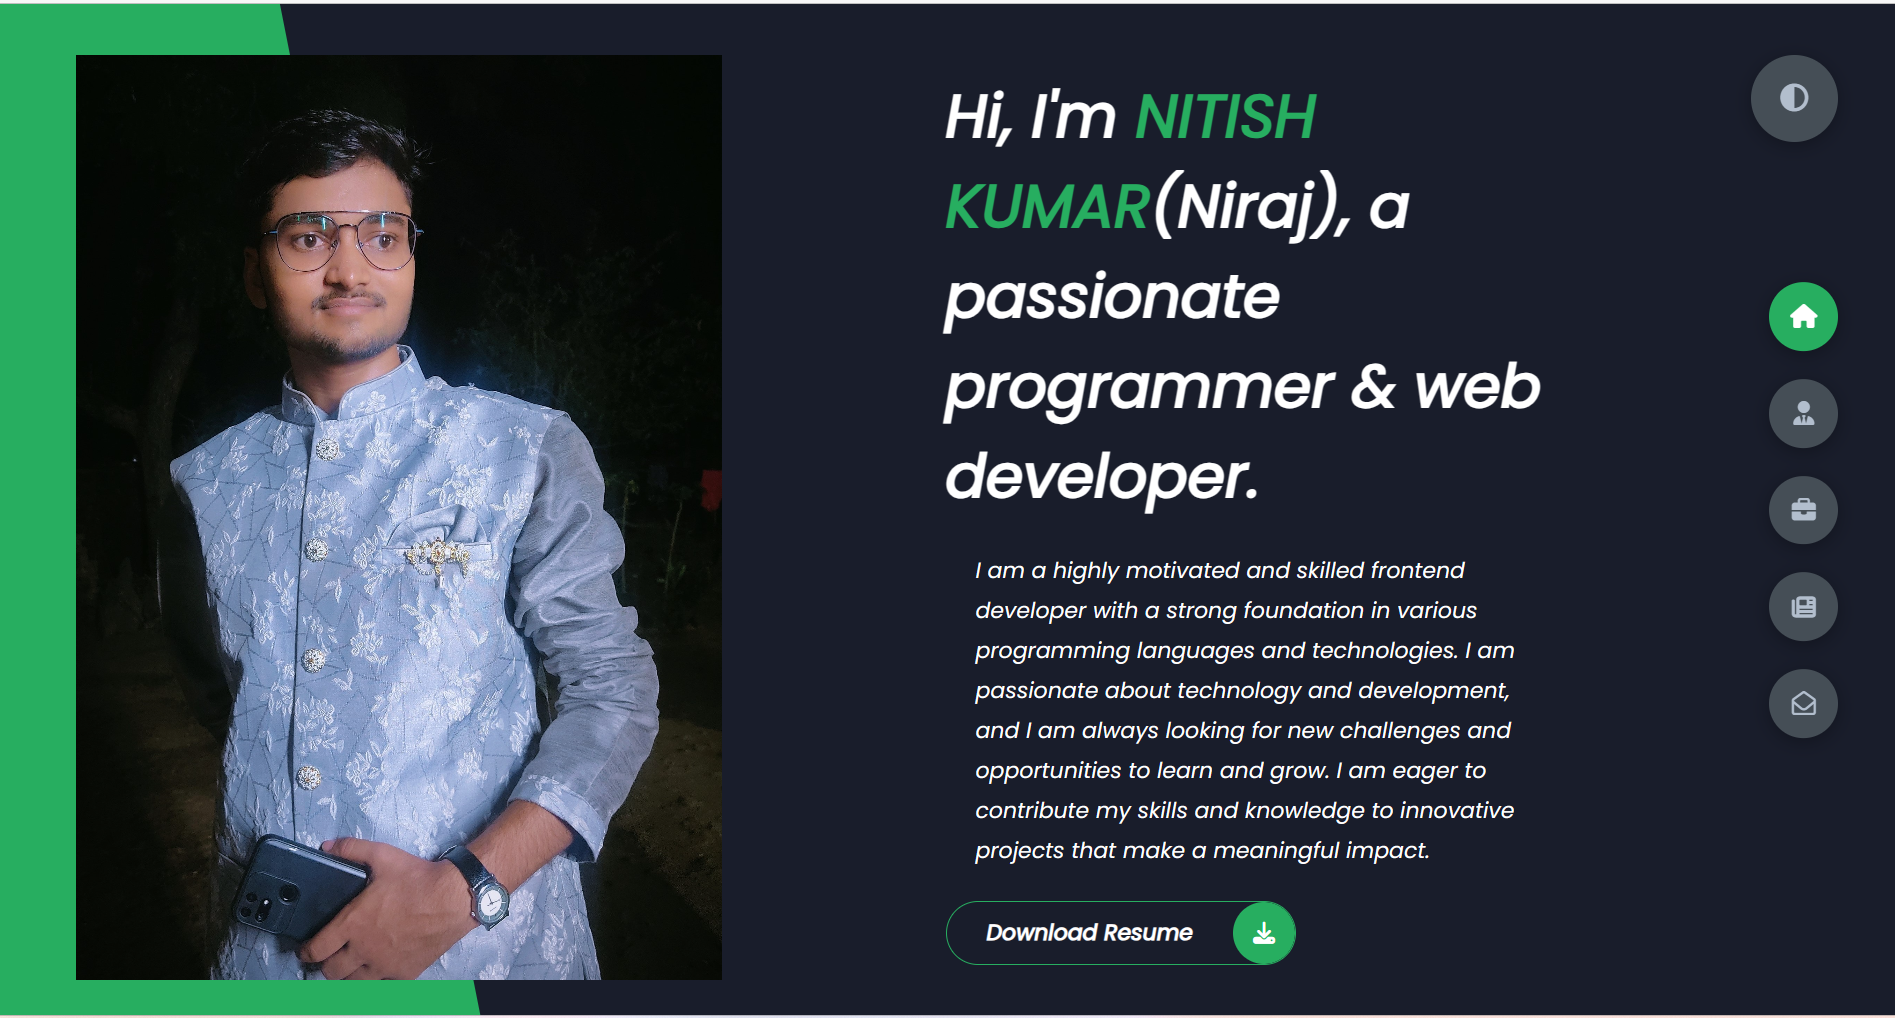 Hi, I'm NITISH
KUMAR(Niraj), a
passionate
programmer & web
developer.
I am a highly motivated and skilled frontend
developer with a strong foundation in various
programming languages and technologies. I am
passionate about technology and development,
and I am always looking for new challenges and
opportunities to learn and grow. I am eager to
contribute my skills and knowledge to innovative
projects that make a meaningful impact.
Download Resume